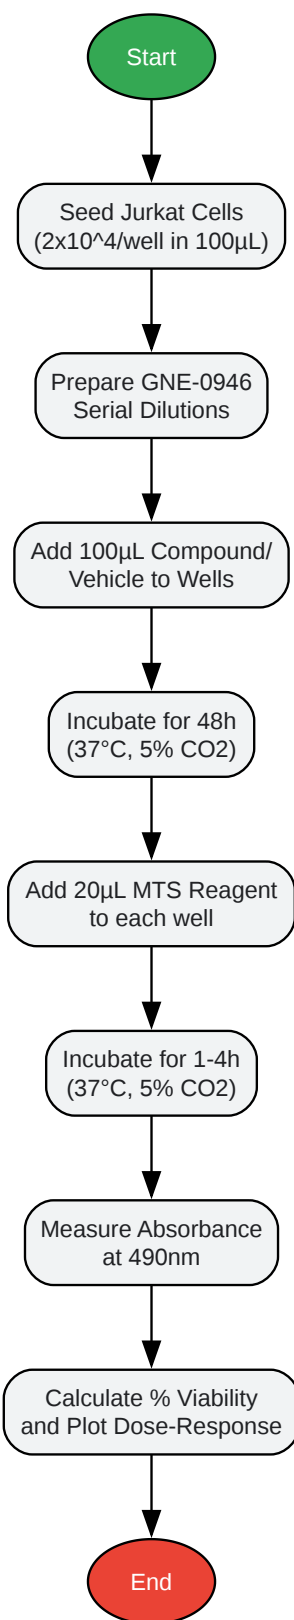 Start
Seed Jurkat Cells
(2x10^4/well in 100µL)
Prepare GNE-0946
Serial Dilutions
Add 100µL Compound/
Vehicle to Wells
Incubate for 48h
(37°C, 5% CO2)
Add 20µL MTS Reagent
to each well
Incubate for 1-4h
(37°C, 5% CO2)
Measure Absorbance
at 490nm
Calculate % Viability
and Plot Dose-Response
End